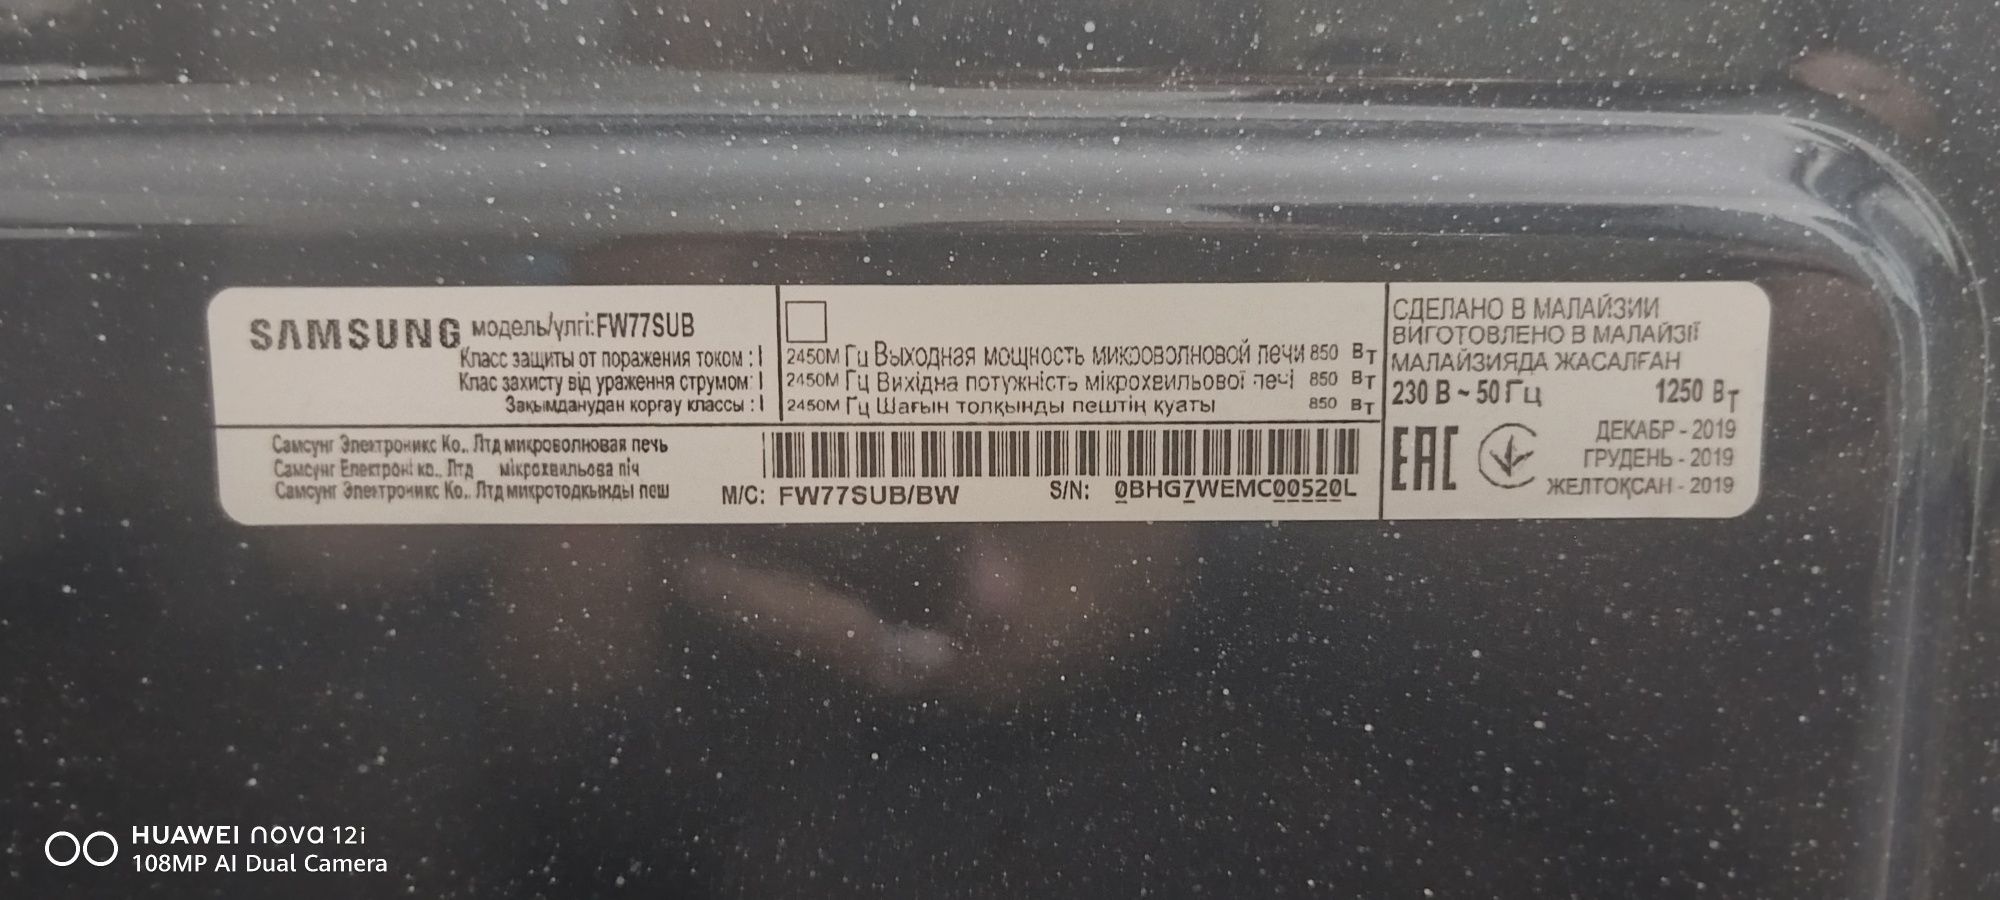 SAMSUNG модель/үлгі:FW77SUB
Класс защиты от поражения током : I
Клас захисту від ураження струмом: I
Зақымданудан қорғау классы : I
2450М Гц Выходная мощность микроволновой печи 850 Вт
2450М Гц Вихідна потужність мікрохвильової печі 850 Вт
2450М Гц Шағын толқынды пештің қуаты 850 Вт
СДЕЛАНО В МАЛАЙЗИИ
ВИГОТОВЛЕНО В МАЛАЙЗІЇ
МАЛАЙЗИЯДА ЖАСАЛҒАН
230 В ~ 50 Гц 1250 Вт
Самсунг Электроникс Ко., Лтд микроволновая печь
Самсунг Електроні ко., Лтд мікрохвильова піч
Самсунг Электроникс Ко., Лтд микротодкынды пеш
M/C: FW77SUB/BW
S/N: 0BHG7WEMC00520L
EAC
ДЕКАБР - 2019
ГРУДЕНЬ - 2019
ЖЕЛТОҚСАН - 2019
HUAWEI nova 12i
108MP AI Dual Camera